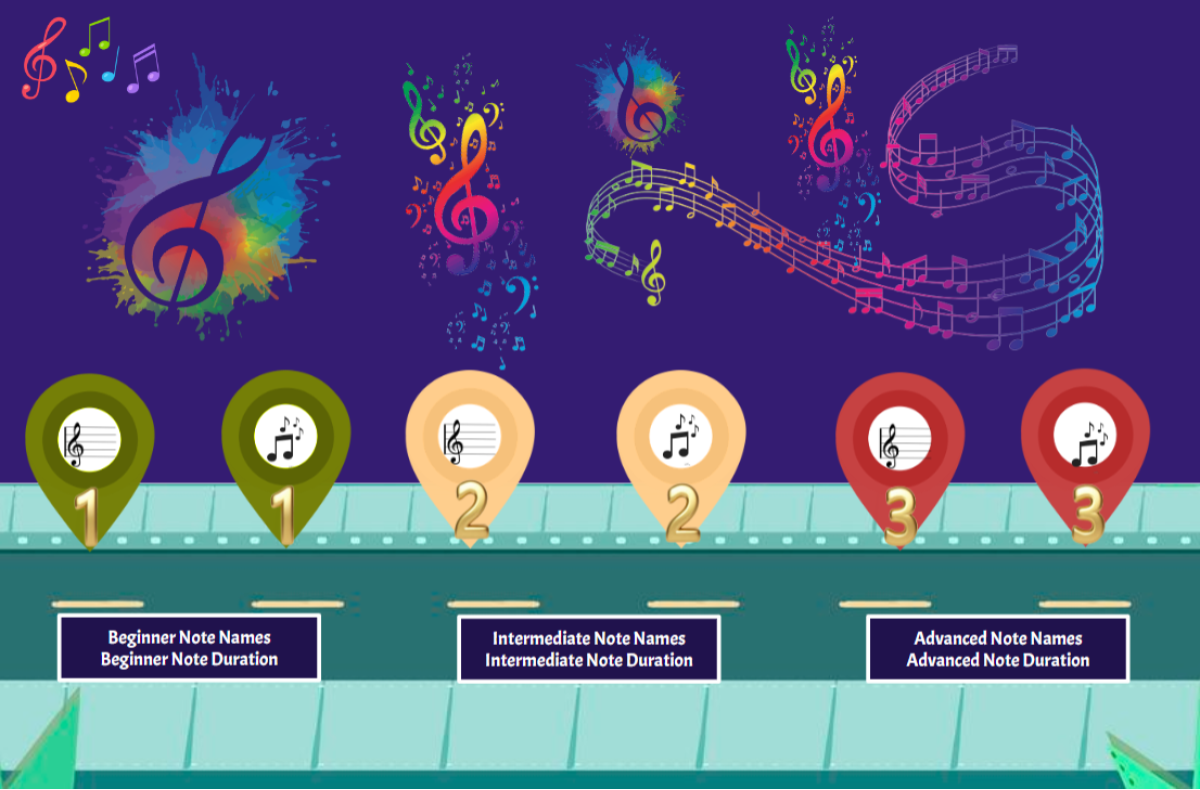 1
1
2
2
3
3
Beginner Note Names
Beginner Note Duration
Intermediate Note Names
Intermediate Note Duration
Advanced Note Names
Advanced Note Duration